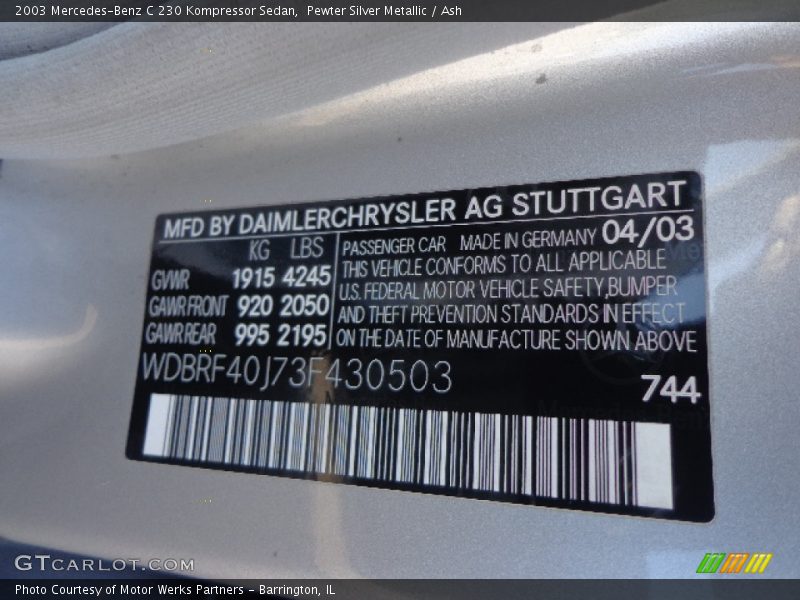 2003 Mercedes-Benz C 230 Kompressor Sedan,  Pewter Silver Metallic / Ash
MFD BY DAIMLERCHRYSLER AG STUTTGART
KG LBS
GVWR 1915 4245
GAWR FRONT 920 2050
GAWR REAR 995 2195
PASSENGER CAR MADE IN GERMANY 04/03
THIS VEHICLE CONFORMS TO ALL APPLICABLE
U.S. FEDERAL MOTOR VEHICLE SAFETY,BUMPER
AND THEFT PREVENTION STANDARDS IN EFFECT
ON THE DATE OF MANUFACTURE SHOWN ABOVE
WDBRF40J73F430503
744
GTCARLOT.COM
Photo Courtesy of Motor Werks Partners - Barrington, IL